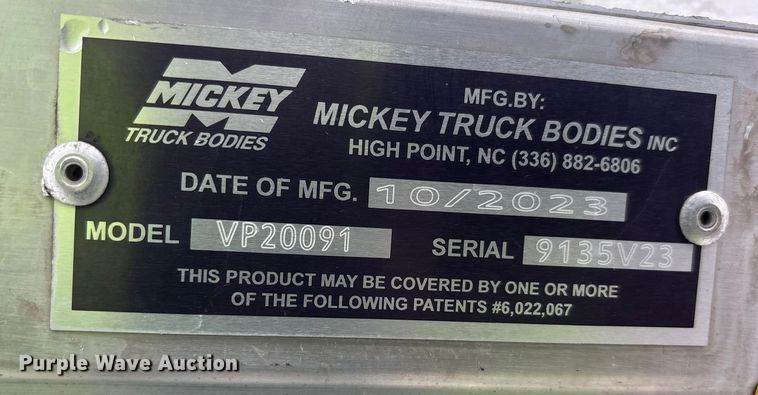 MICKEY
TRUCK BODIES
MFG.BY:
MICKEY TRUCK BODIES INC
HIGH POINT, NC (336) 882-6806
DATE OF MFG. 10/2023
MODEL VP20091 SERIAL 9135V23
THIS PRODUCT MAY BE COVERED BY ONE OR MORE
OF THE FOLLOWING PATENTS #6,022,067
Purple Wave Auction